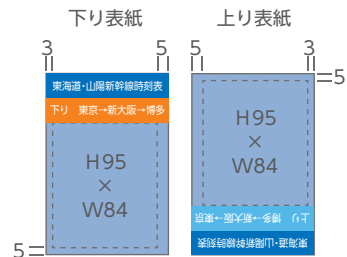 下り表紙 上り表紙
3 5 5 3
5
東海道・山陽新幹線時刻表
下り 東京→新大阪→博多
H95
×
W84
H95
×
W84
上り 博多→新大阪→東京
東海道・山陽新幹線時刻表
5